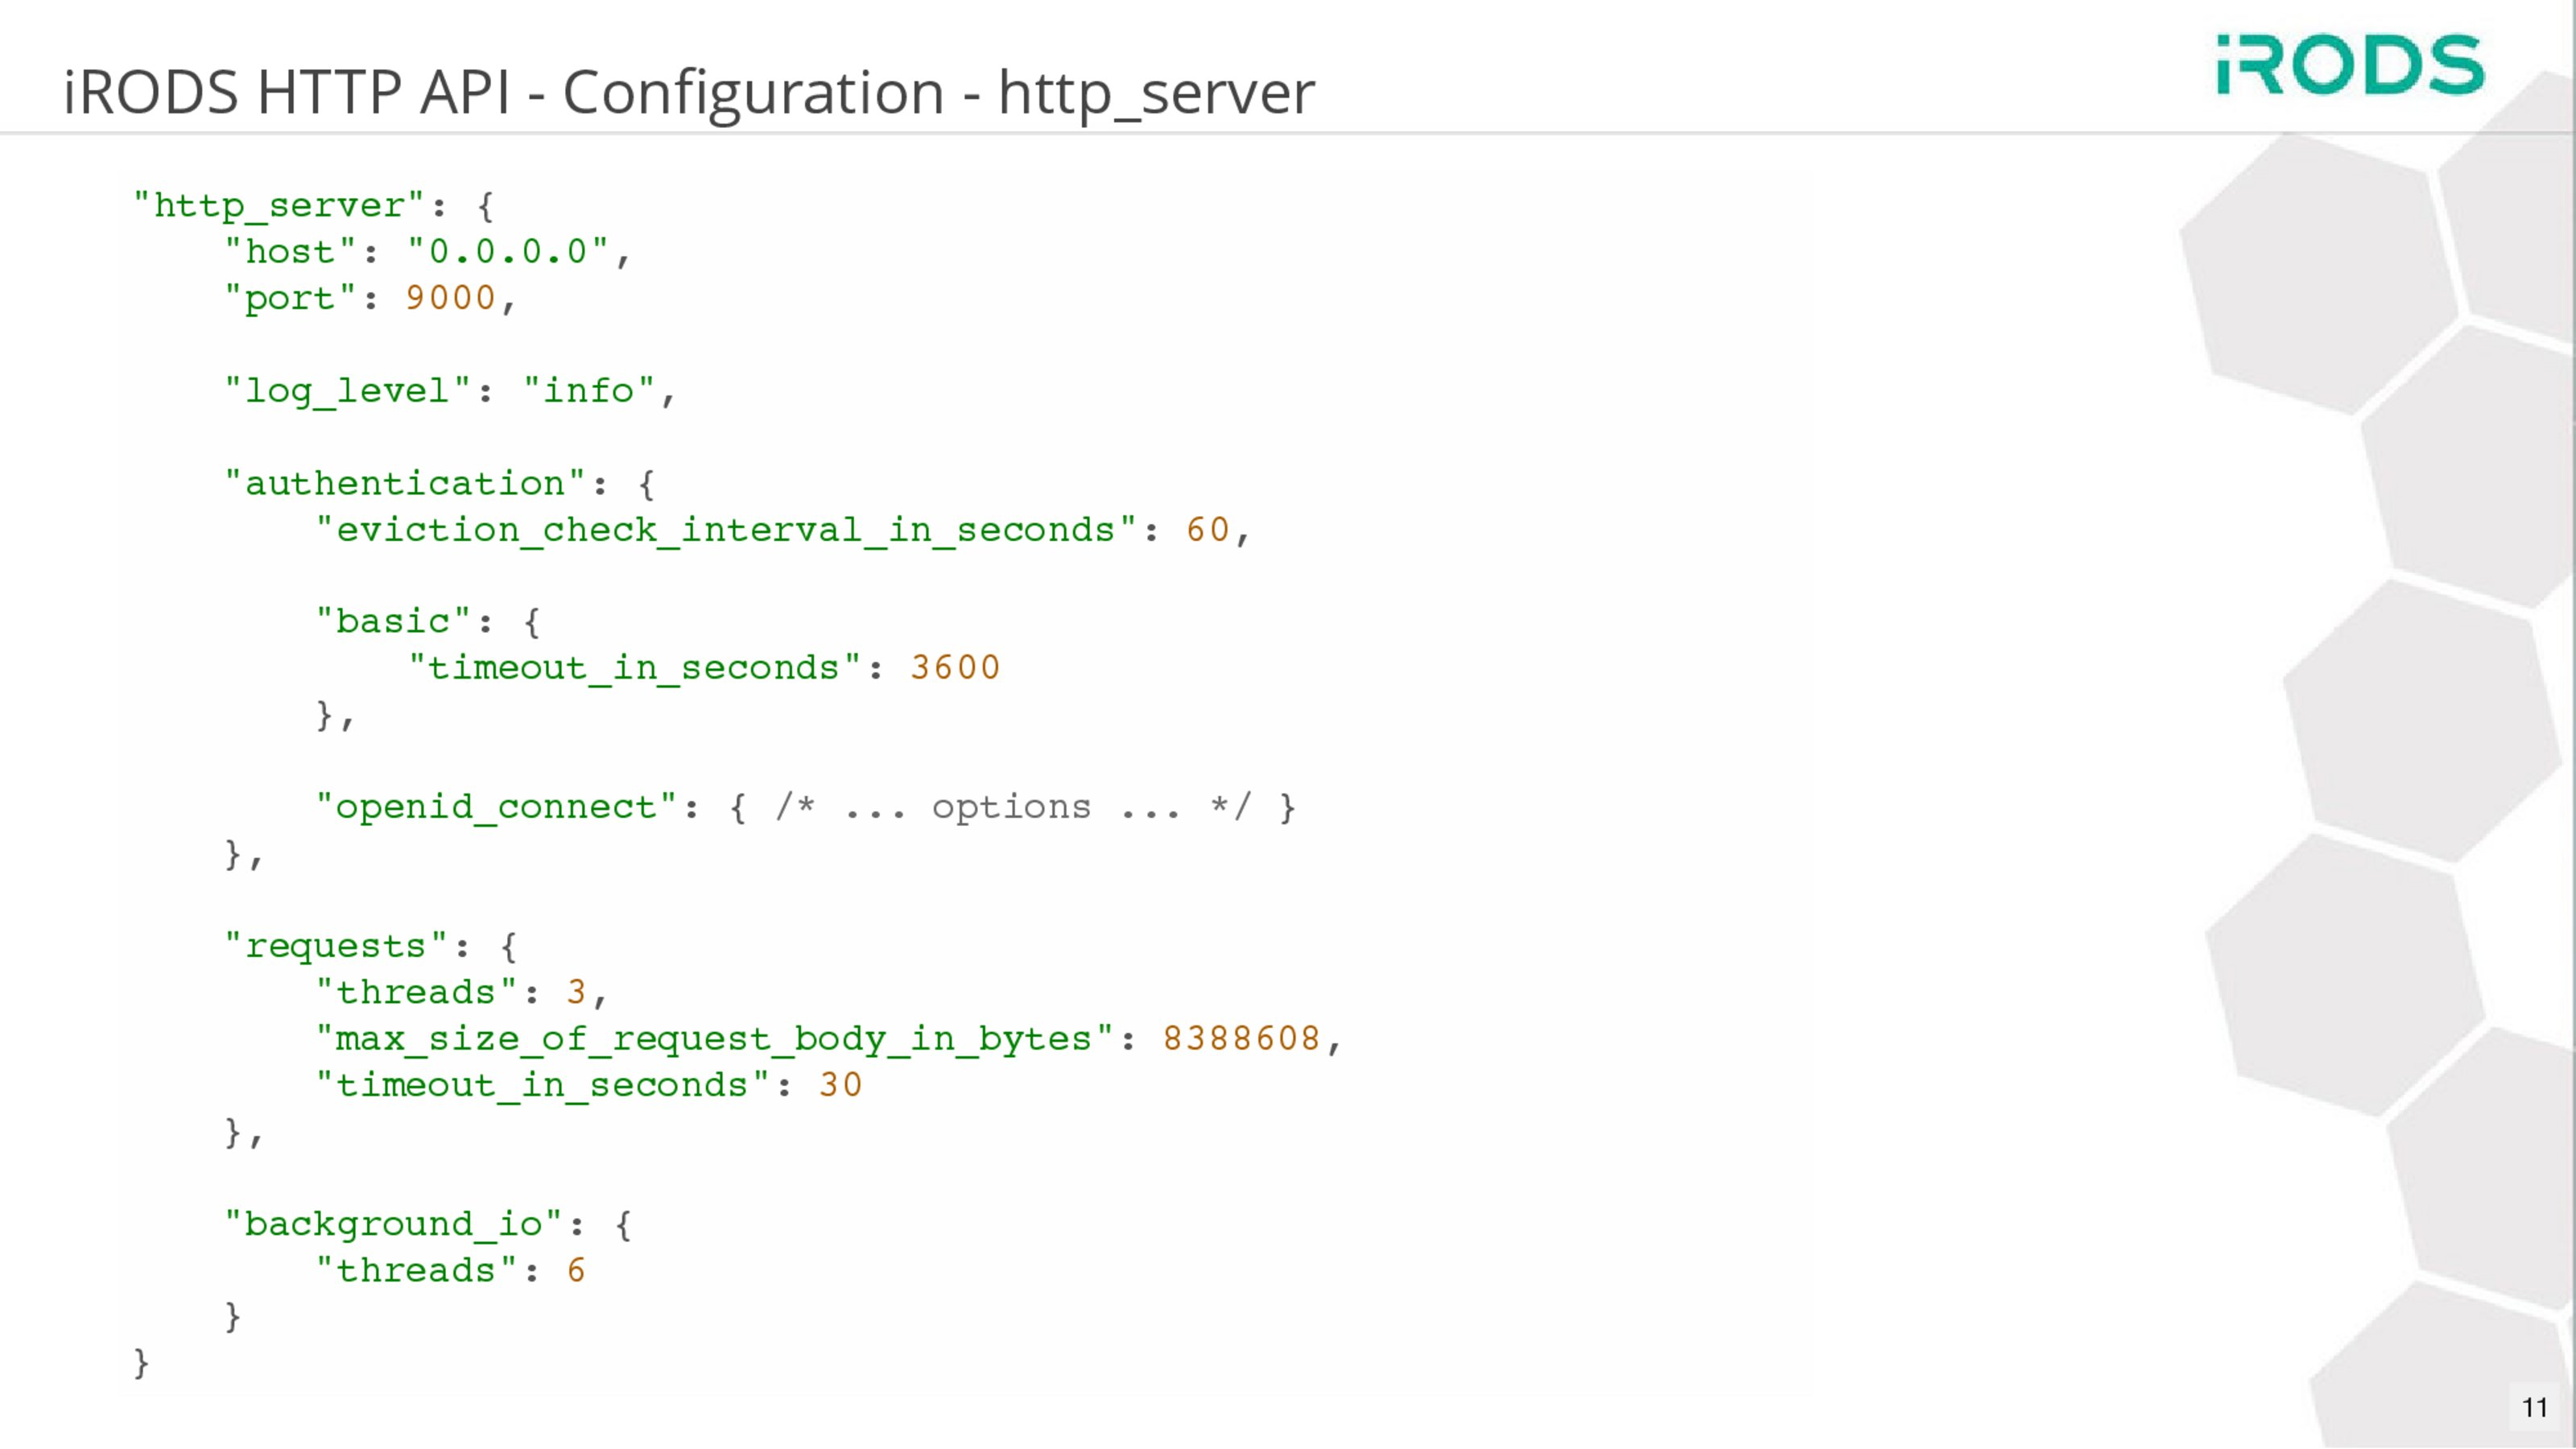 iRODS HTTP API - Configuration - http_server
iRODS
"http_server": {
    "host": "0.0.0.0",
    "port": 9000,

    "log_level": "info",

    "authentication": {
        "eviction_check_interval_in_seconds": 60,

        "basic": {
            "timeout_in_seconds": 3600
        },

        "openid_connect": { /* ... options ... */ }
    },

    "requests": {
        "threads": 3,
        "max_size_of_request_body_in_bytes": 8388608,
        "timeout_in_seconds": 30
    },

    "background_io": {
        "threads": 6
    }
}
11